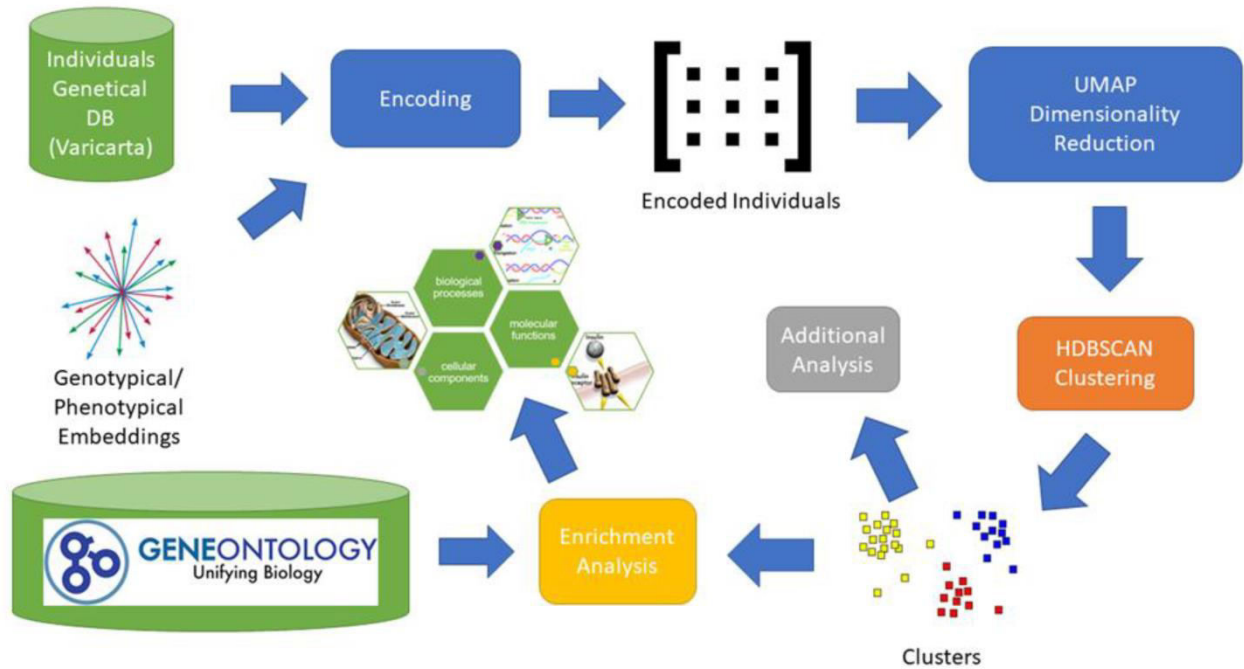 Individuals
Genetical
DB
(Varicarta)
Encoding
Encoded Individuals
UMAP
Dimensionality
Reduction
Genotypical/
Phenotypical
Embeddings
biological
processes
molecular
functions
cellular
components
Additional
Analysis
HDBSCAN
Clustering
GENEONTOLOGY
Unifying Biology
Enrichment
Analysis
Clusters